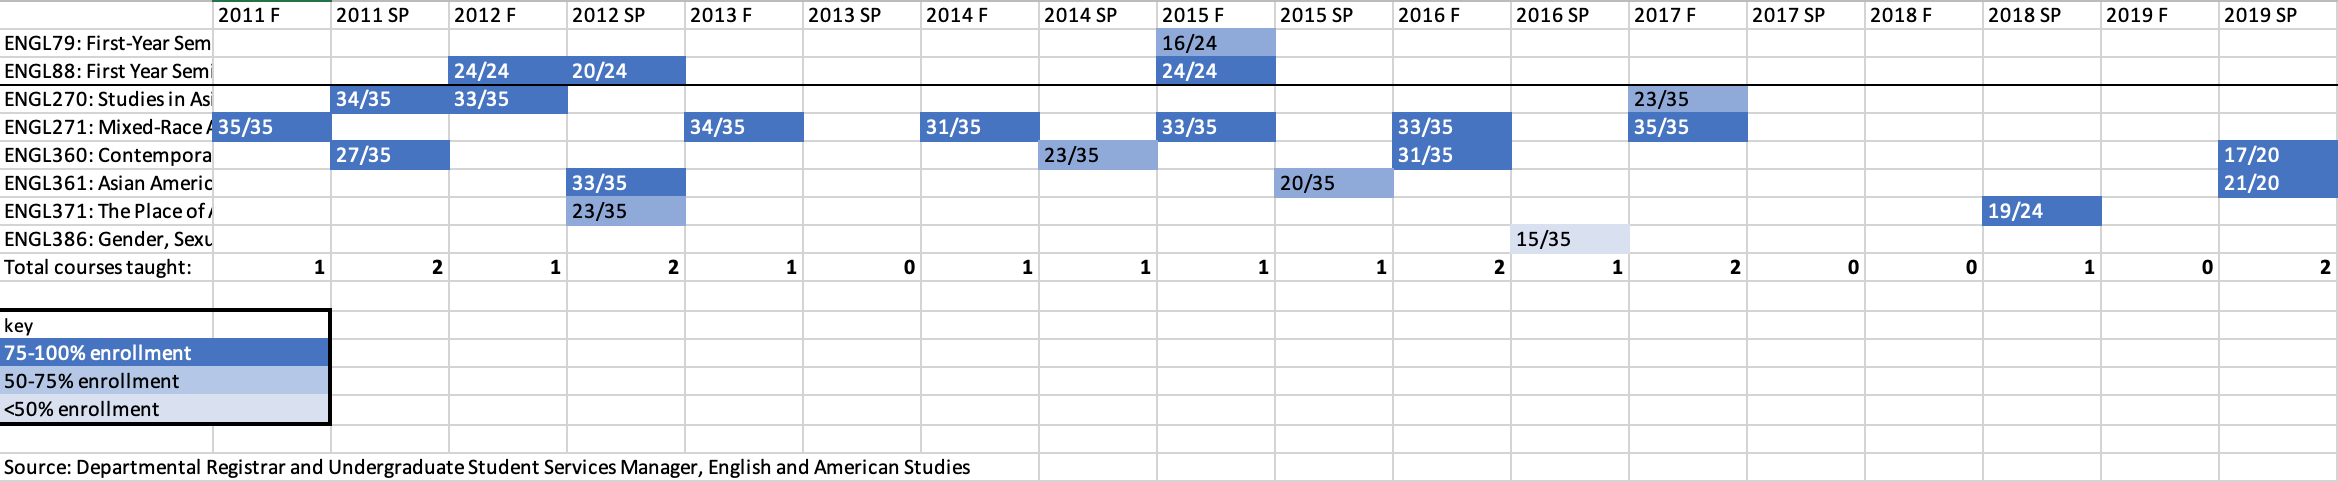 2011 F 2011 SP 2012 F 2012 SP 2013 F 2013 SP 2014 F 2014 SP 2015 F 2015 SP 2016 F 2016 SP 2017 F 2017 SP 2018 F 2018 SP 2019 F 2019 SP
ENGL79: First-Year Sem 16/24
ENGL88: First Year Semi 24/24 20/24 24/24
ENGL270: Studies in Asi 34/35 33/35 23/35
ENGL271: Mixed-Race A 35/35 34/35 31/35 33/35 33/35 35/35
ENGL360: Contempora 27/35 23/35 31/35 17/20
ENGL361: Asian Americ 33/35 20/35 21/20
ENGL371: The Place of A 23/35 19/24
ENGL386: Gender, Sexu 15/35
Total courses taught: 1 2 1 2 1 0 1 1 1 1 2 1 2 0 0 1 0 2
key
75-100% enrollment
50-75% enrollment
<50% enrollment
Source: Departmental Registrar and Undergraduate Student Services Manager, English and American Studies